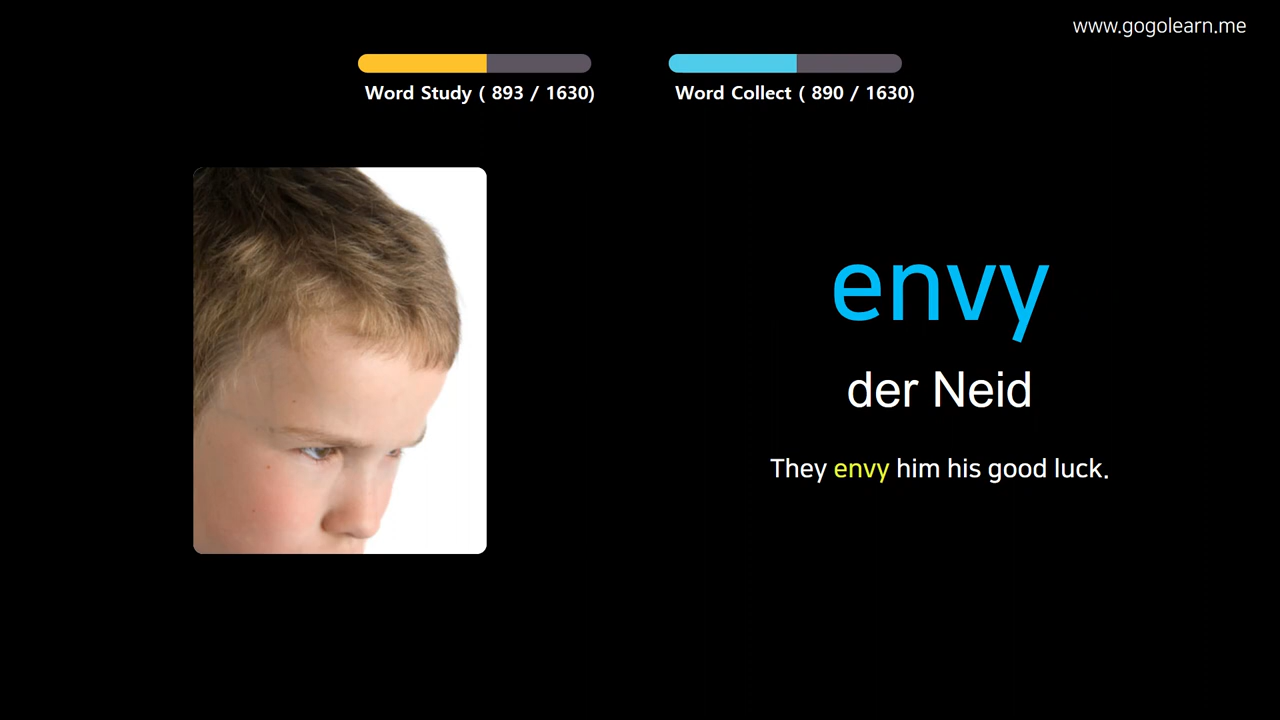 www.gogolearn.me
Word Study ( 893 / 1630)
Word Collect ( 890 / 1630)
envy
der Neid
They envy him his good luck.